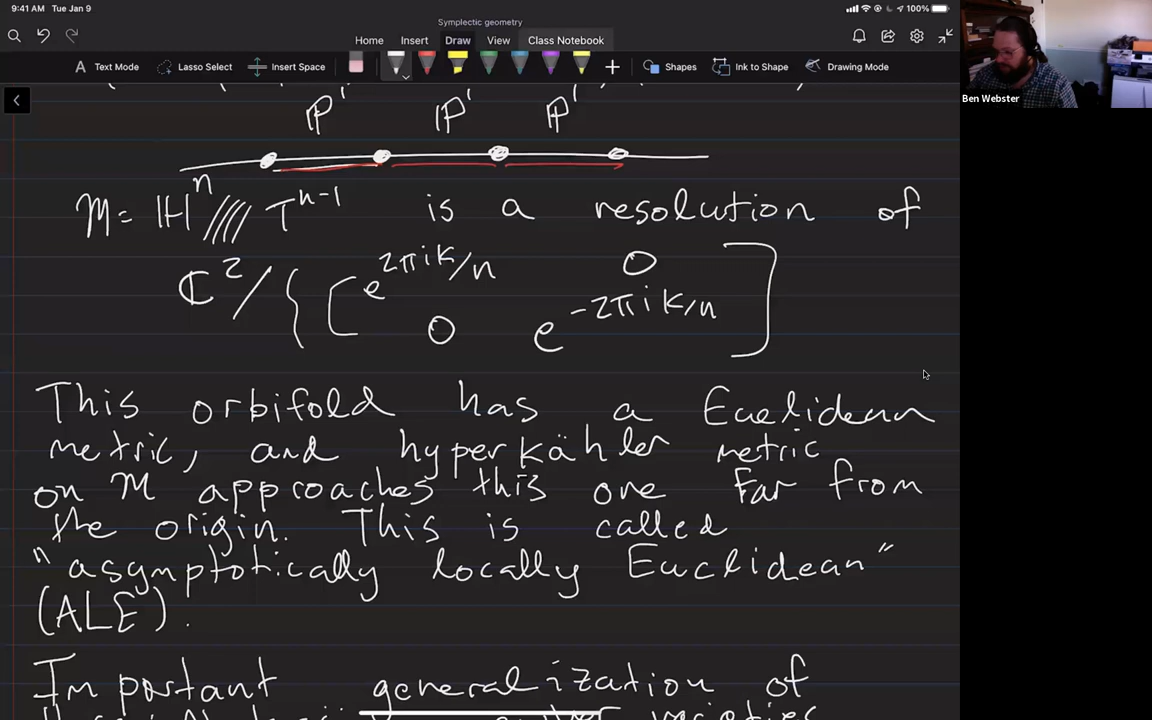 9:41 AM Tue Jan 9
100%
Symplectic geometry
Home Insert Draw View Class Notebook
Text Mode Lasso Select Insert Space Shapes Ink to Shape Drawing Mode
Ben Webster
ℙ¹ ℙ¹ ℙ¹
M = ℍⁿ //// Tⁿ⁻¹ is a resolution of
ℂ² / { [ e^{2πik/n} 0
0 e^{-2πik/n} ]
This orbifold has a Euclidean
metric, and hyperkähler metric
on M approaches this one far from
the origin. This is called
"asymptotically locally Euclidean"
(ALE).
Important generalization of
varieties